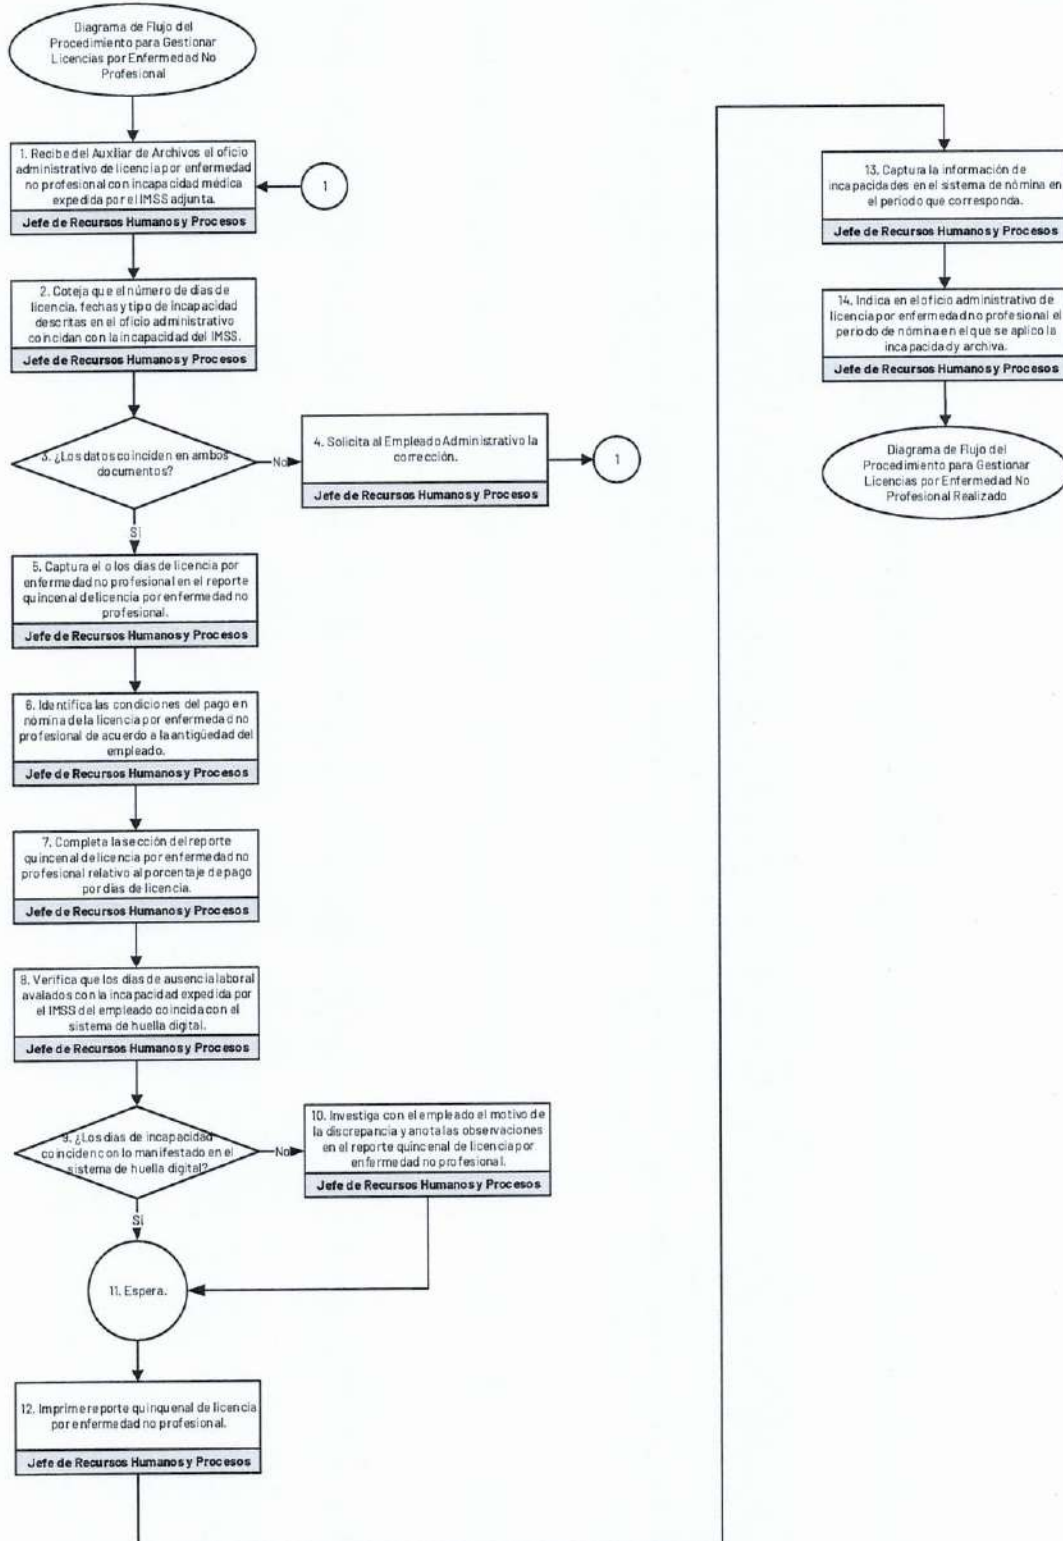 Diagrama de Flujo del
Procedimiento para Gestionar
Licencias por Enfermedad No
Profesional
1. Recibe del Auxiliar de Archivos el oficio
administrativo de licencia por enfermedad
no profesional con incapacidad médica
expedida por el IMSS adjunta.
Jefe de Recursos Humanos y Procesos
1
2. Coteja que el número de días de
licencia, fechas y tipo de incapacidad
descritas en el oficio administrativo
coincidan con la incapacidad del IMSS.
Jefe de Recursos Humanos y Procesos
3. ¿Los datos coinciden en ambos
documentos?
No
4. Solicita al Empleado Administrativo la
corrección.
Jefe de Recursos Humanos y Procesos
1
Sí
5. Captura el o los días de licencia por
enfermedad no profesional en el reporte
quincenal de licencia por enfermedad no
profesional.
Jefe de Recursos Humanos y Procesos
6. Identifica las condiciones del pago en
nómina de la licencia por enfermedad no
profesional de acuerdo a la antigüedad del
empleado.
Jefe de Recursos Humanos y Procesos
7. Completa la sección del reporte
quincenal de licencia por enfermedad no
profesional relativo al porcentaje de pago
por días de licencia.
Jefe de Recursos Humanos y Procesos
8. Verifica que los días de ausencia laboral
avalados con la incapacidad expedida por
el IMSS del empleado coincida con el
sistema de huella digital.
Jefe de Recursos Humanos y Procesos
9. ¿Los días de incapacidad
coinciden con lo manifestado en el
sistema de huella digital?
No
10. Investiga con el empleado el motivo de
la discrepancia y anota las observaciones
en el reporte quincenal de licencia por
enfermedad no profesional.
Jefe de Recursos Humanos y Procesos
Sí
11. Espera.
12. Imprime reporte quinquenal de licencia
por enfermedad no profesional.
Jefe de Recursos Humanos y Procesos
13. Captura la información de
incapacidades en el sistema de nómina en
el periodo que corresponda.
Jefe de Recursos Humanos y Procesos
14. Indica en el oficio administrativo de
licencia por enfermedad no profesional el
periodo de nómina en el que se aplico la
incapacidad y archiva.
Jefe de Recursos Humanos y Procesos
Diagrama de Flujo del
Procedimiento para Gestionar
Licencias por Enfermedad No
Profesional Realizado